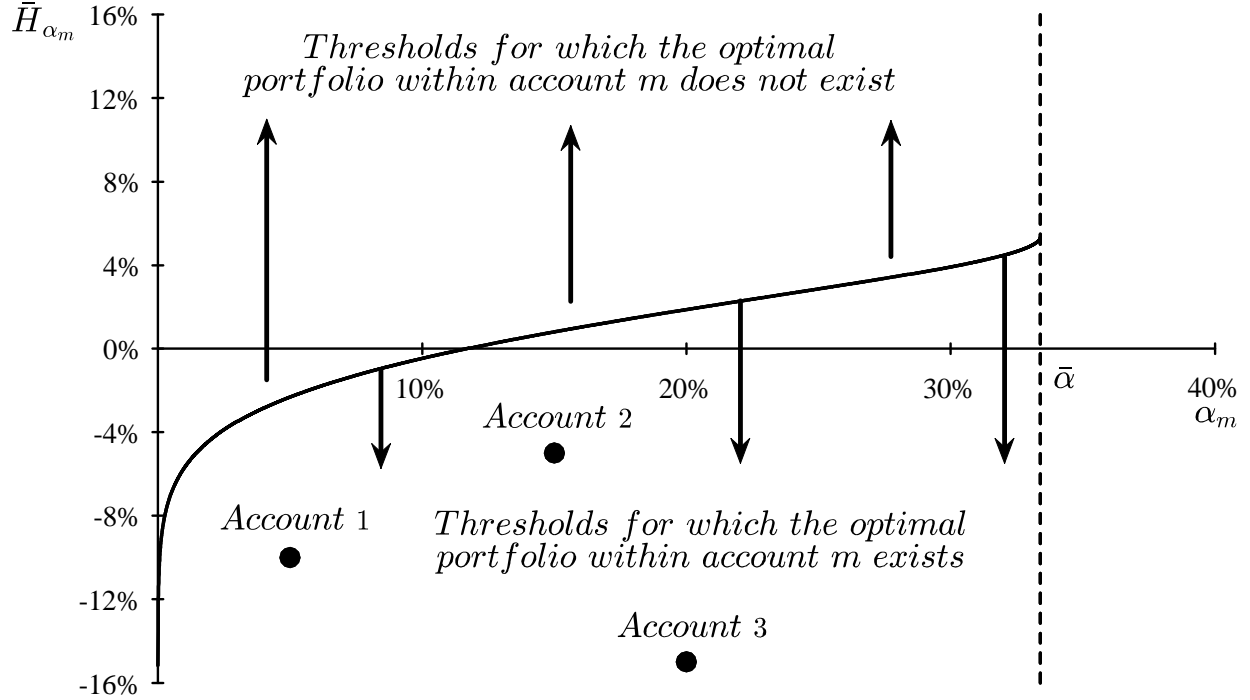 H̄_{α_m}
16%
Thresholds for which the optimal
portfolio within account m does not exist
12%
8%
4%
0%
10%
20%
30%
ᾱ
40%
α_m
Account 2
-4%
Account 1
-8%
Thresholds for which the optimal
portfolio within account m exists
-12%
Account 3
-16%